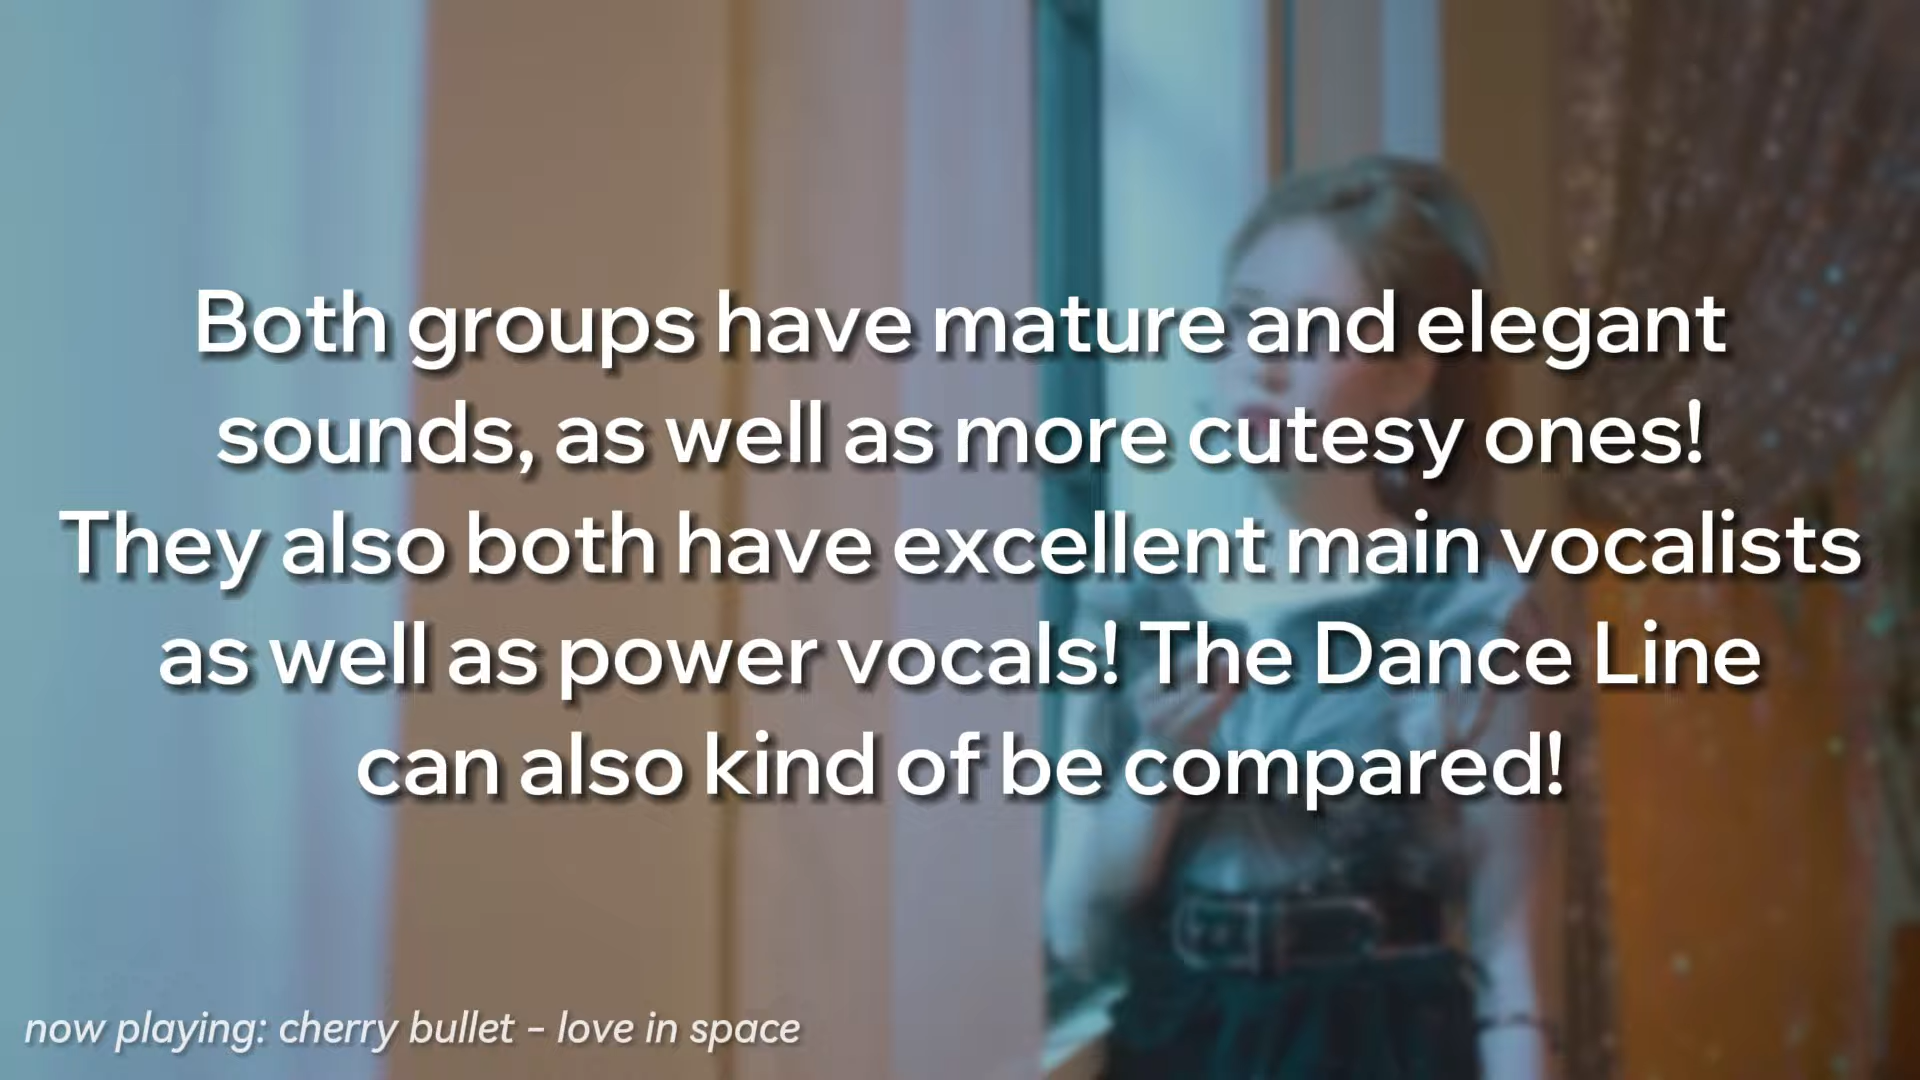 Both groups have mature and elegant
sounds, as well as more cutesy ones!
They also both have excellent main vocalists
as well as power vocals! The Dance Line
can also kind of be compared!
now playing: cherry bullet - love in space